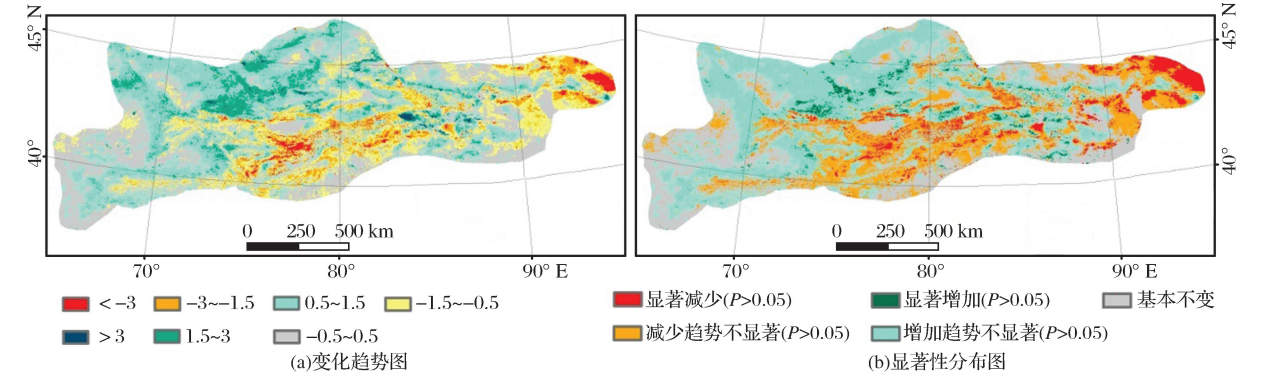 45° N
45° N
40°
40°
0 250 500 km
0 250 500 km
70° 80° 90° E
70° 80° 90° E
<-3 -3~-1.5 0.5~1.5 -1.5~-0.5
>3 1.5~3 -0.5~0.5
(a)变化趋势图
显著减少(P>0.05) 显著增加(P>0.05) 基本不变
减少趋势不显著(P>0.05) 增加趋势不显著(P>0.05)
(b)显著性分布图